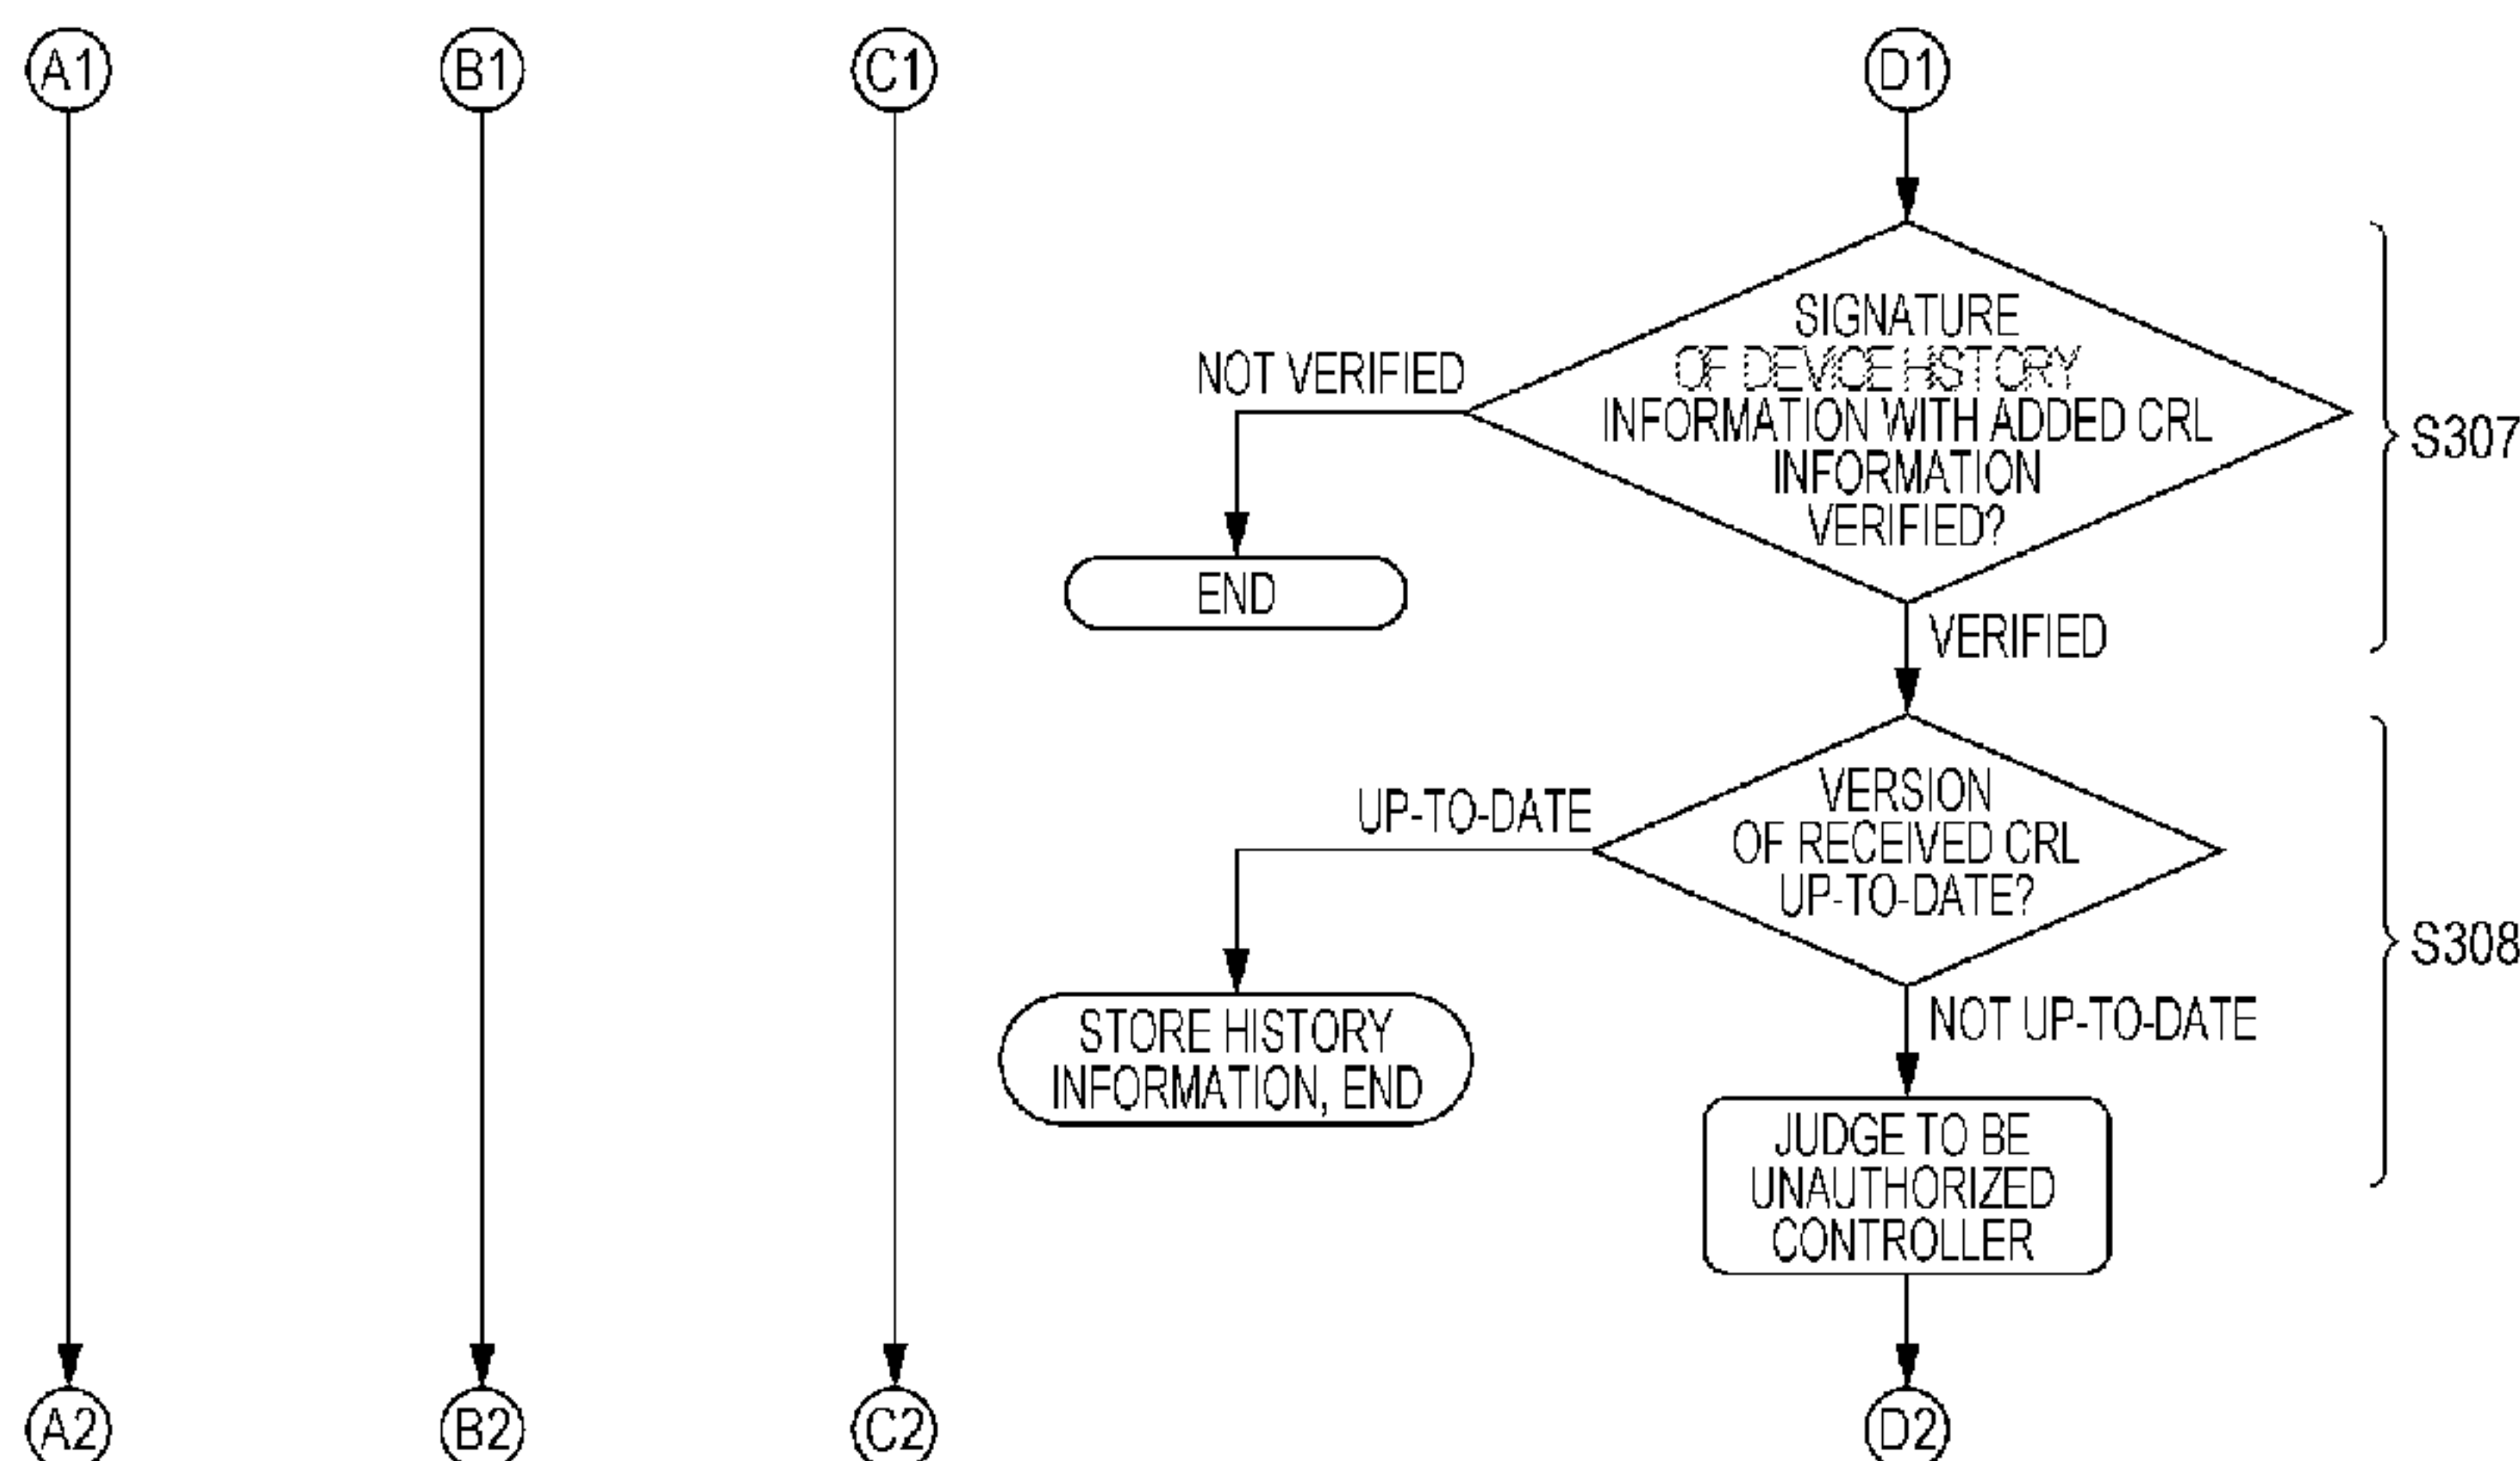 A1
B1
C1
D1
SIGNATURE
OF DEVICE HISTORY
INFORMATION WITH ADDED CRL
INFORMATION
VERIFIED?
NOT VERIFIED
S307
END
VERIFIED
VERSION
OF RECEIVED CRL
UP-TO-DATE?
UP-TO-DATE
S308
STORE HISTORY
INFORMATION, END
NOT UP-TO-DATE
JUDGE TO BE
UNAUTHORIZED
CONTROLLER
A2
B2
C2
D2